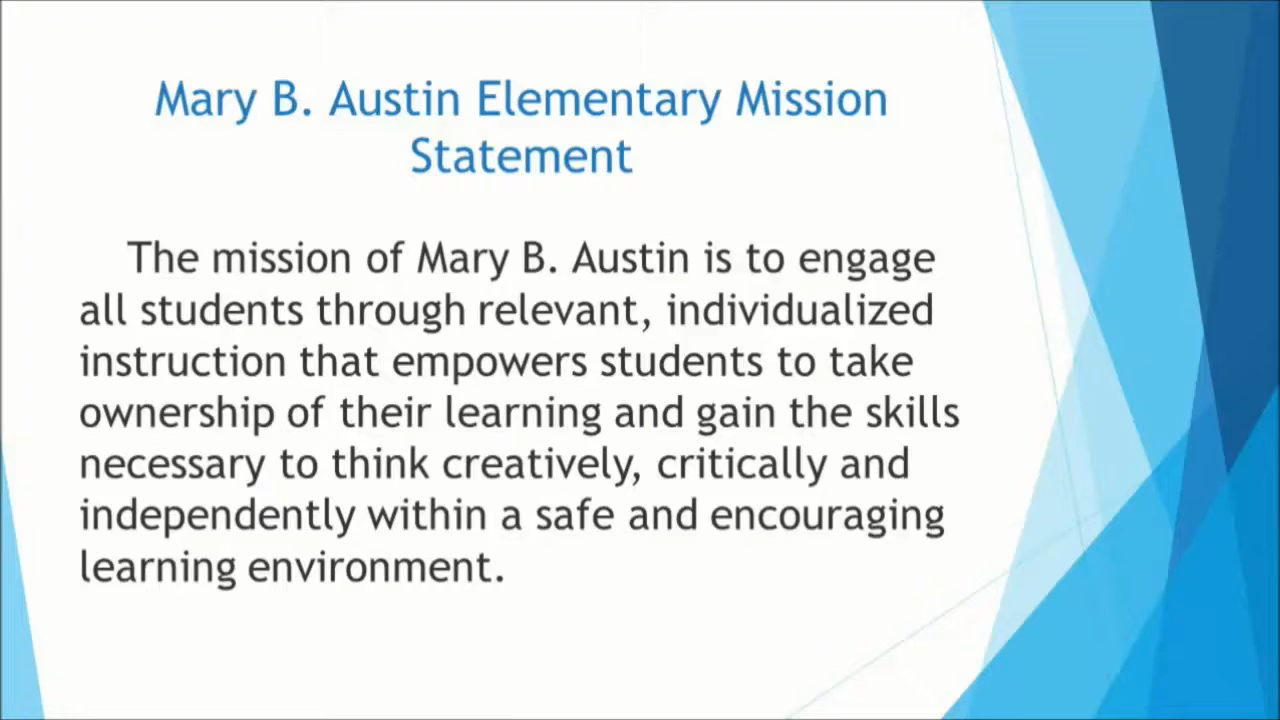 Mary B. Austin Elementary Mission
Statement
The mission of Mary B. Austin is to engage
all students through relevant, individualized
instruction that empowers students to take
ownership of their learning and gain the skills
necessary to think creatively, critically and
independently within a safe and encouraging
learning environment.